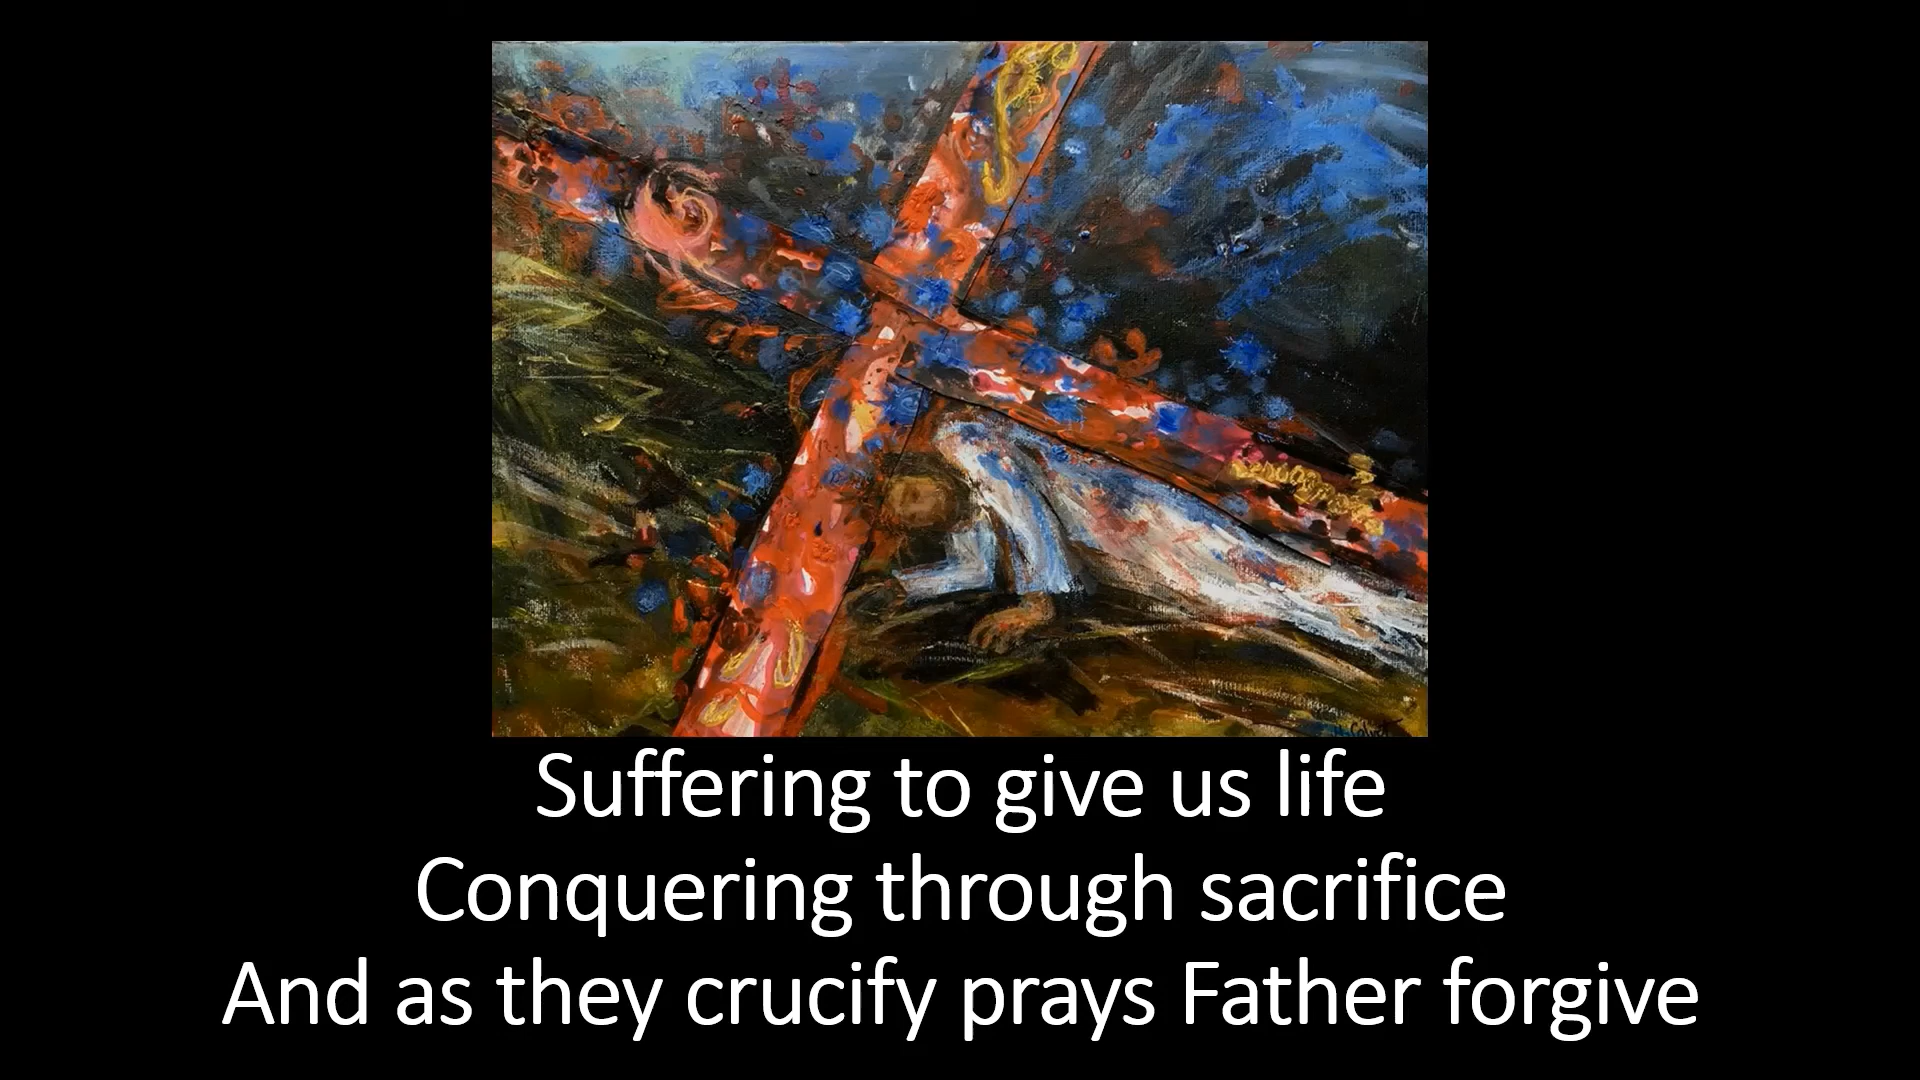 Suffering to give us life
Conquering through sacrifice
And as they crucify prays Father forgive